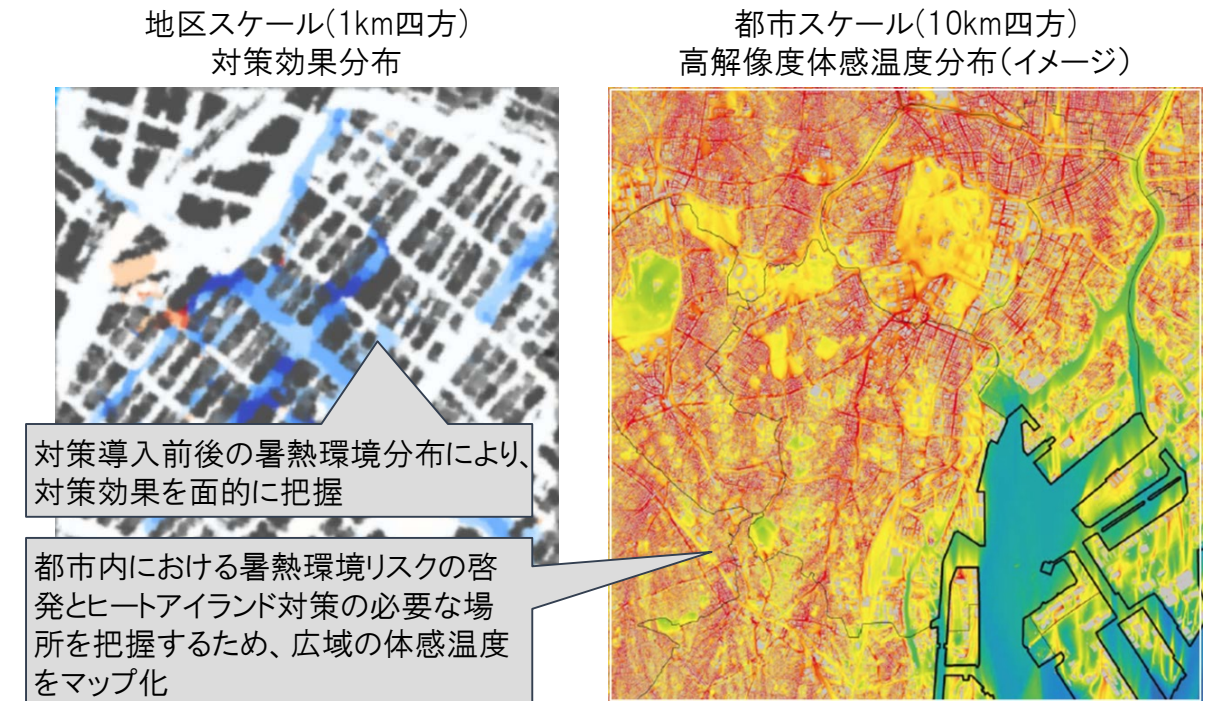 地区スケール(1km四方)
対策効果分布
都市スケール(10km四方)
高解像度体感温度分布(イメージ)
対策導入前後の暑熱環境分布により、
対策効果を面的に把握
都市内における暑熱環境リスクの啓
発とヒートアイランド対策の必要な場
所を把握するため、広域の体感温度
をマップ化